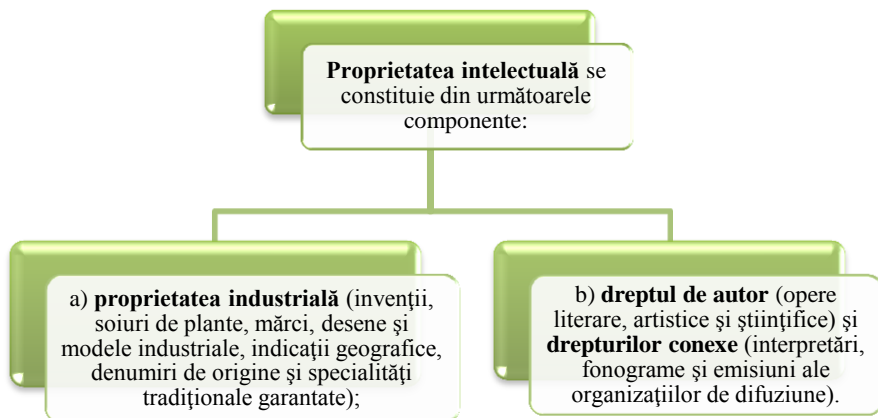 Proprietatea intelectuală se
constituie din următoarele
componente:
a) proprietatea industrială (invenţii,
soiuri de plante, mărci, desene şi
modele industriale, indicaţii geografice,
denumiri de origine şi specialităţi
tradiţionale garantate);
b) dreptul de autor (opere
literare, artistice şi ştiinţifice) şi
drepturilor conexe (interpretări,
fonograme şi emisiuni ale
organizaţiilor de difuziune).